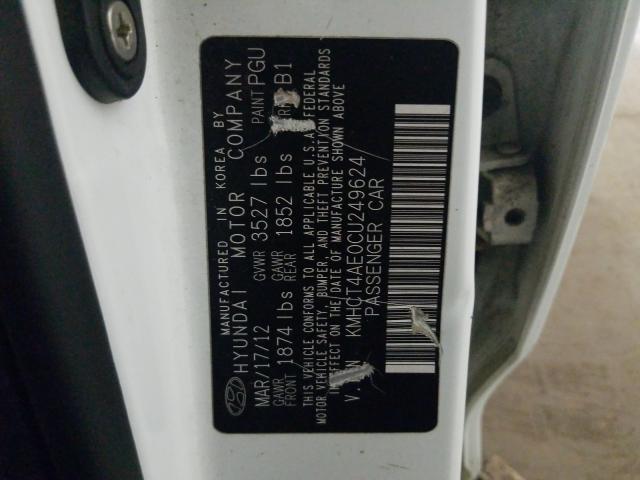 MANUFACTURED IN KOREA BY
HYUNDAI MOTOR COMPANY
MAR/17/12 GVWR 3527 lbs PAINT PGU
GAWR FRONT 1874 lbs GAWR REAR 1852 lbs B1
THIS VEHICLE CONFORMS TO ALL APPLICABLE U.S.A FEDERAL
MOTOR VEHICLE SAFETY, BUMPER, AND THEFT PREVENTION STANDARDS
IN EFFECT ON THE DATE OF MANUFACTURE SHOWN ABOVE
KMHCT4AE0CU249624
PASSENGER CAR